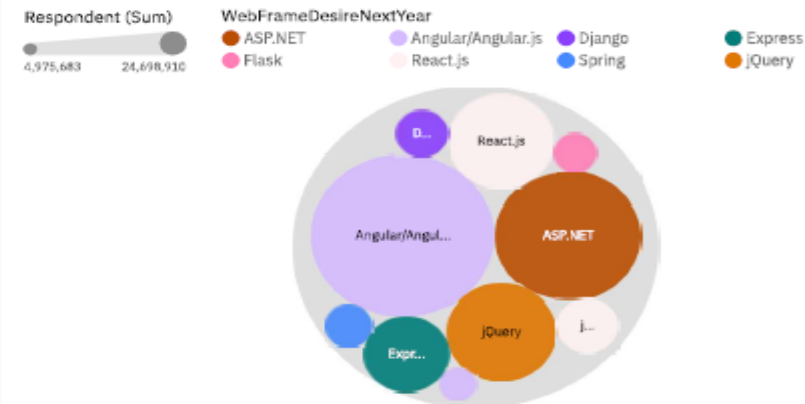 Respondent (Sum)
4,975,683 24,698,910
WebFrameDesireNextYear
ASP.NET Angular/Angular.js Django Express
Flask React.js Spring jQuery
D...
React.js
Angular/Angul...
ASP.NET
jQuery
j...
Expr...